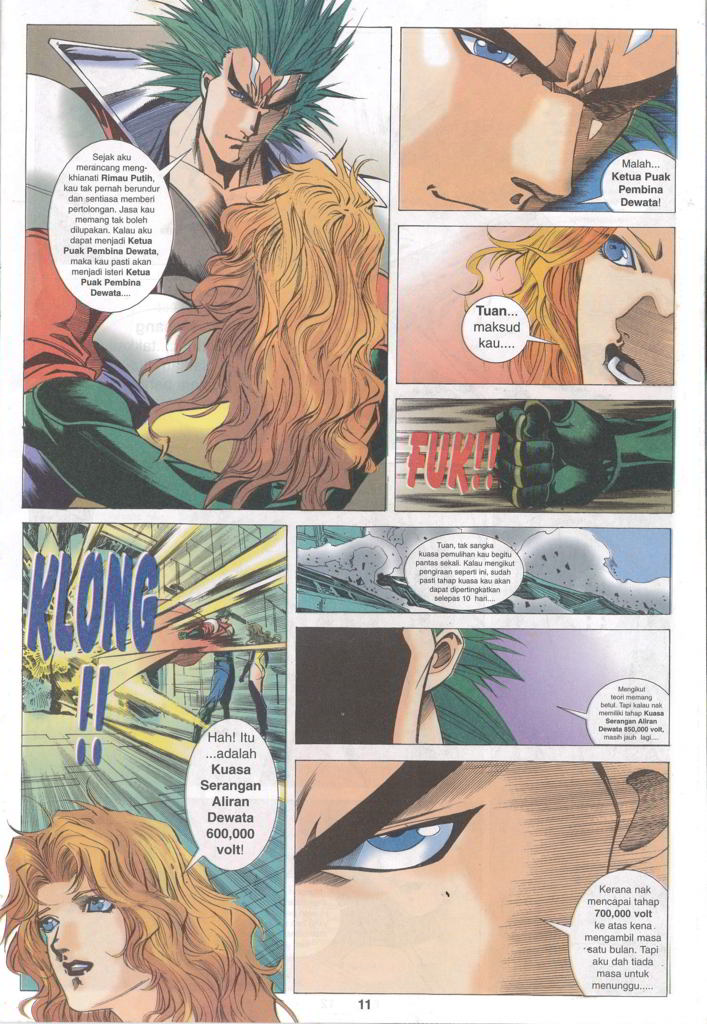 Sejak aku
merancang meng-
khianati Rimau Putih,
kau tak pernah berundur
dan sentiasa memberi
pertolongan. Jasa kau
memang tak boleh
dilupakan. Kalau aku
dapat menjadi Ketua
Puak Pembina Dewata,
maka kau pasti akan
menjadi isteri Ketua
Puak Pembina
Dewata....
Malah...
Ketua Puak
Pembina
Dewata!
Tuan...
maksud
kau....
FUK!!
KLONG
!!
Hah! Itu
...adalah
Kuasa
Serangan
Aliran
Dewata
600,000
volt!
Tuan, tak sangka
kuasa pemulihan kau begitu
pantas sekali. Kalau mengikut
pengiraan seperti ini, sudah
pasti tahap kuasa kau akan
dapat dipertingkatkan
selepas 10 hari....
Mengikut
teori memang
betul. Tapi kalau nak
memiliki tahap Kuasa
Serangan Aliran
Dewata 850,000 volt,
masih jauh lagi....
Kerana nak
mencapai tahap
700,000 volt
ke atas kena
mengambil masa
satu bulan. Tapi
aku dah tiada
masa untuk
menunggu.....
11